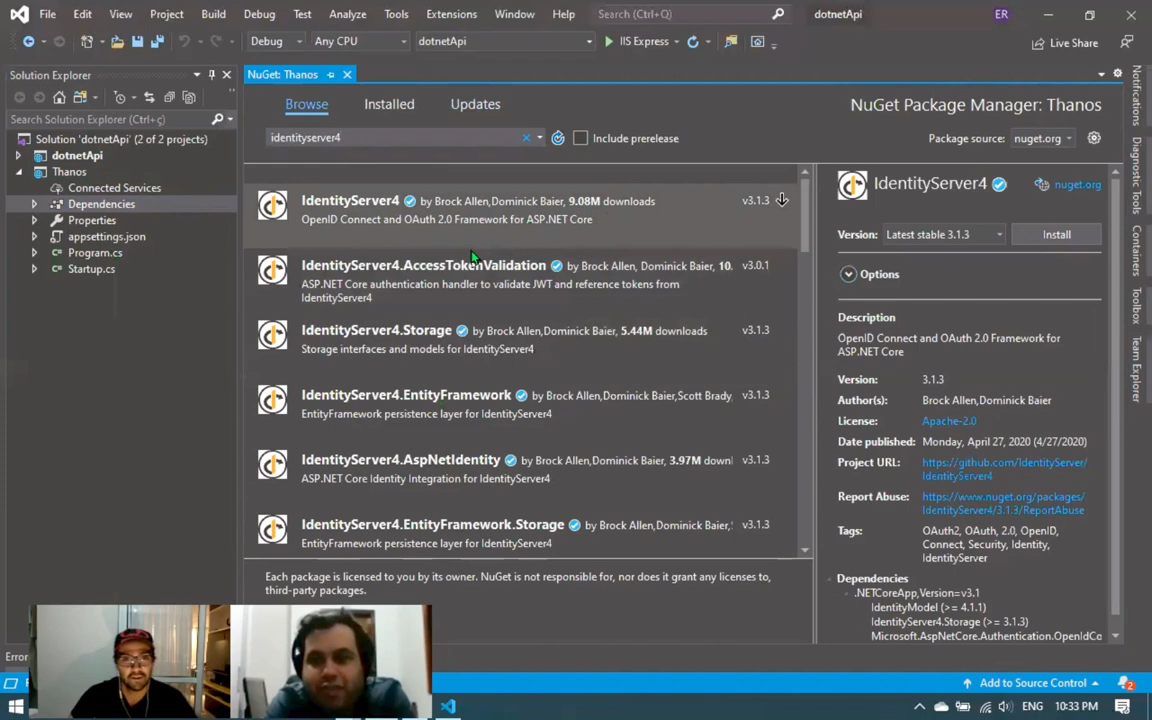 File Edit View Project Build Debug Test Analyze Tools Extensions Window Help Search (Ctrl+Q) dotnetApi ER
Debug Any CPU dotnetApi IIS Express Live Share
Solution Explorer
Search Solution Explorer (Ctrl+ç)
Solution 'dotnetApi' (2 of 2 projects)
dotnetApi
Thanos
Connected Services
Dependencies
Properties
appsettings.json
Program.cs
Startup.cs
NuGet: Thanos
Browse Installed Updates
NuGet Package Manager: Thanos
identityserver4
Include prerelease
Package source: nuget.org
IdentityServer4 by Brock Allen,Dominick Baier, 9.08M downloads v3.1.3
OpenID Connect and OAuth 2.0 Framework for ASP.NET Core
IdentityServer4.AccessTokenValidation by Brock Allen, Dominick Baier, 10. v3.0.1
ASP.NET Core authentication handler to validate JWT and reference tokens from
IdentityServer4
IdentityServer4.Storage by Brock Allen,Dominick Baier, 5.44M downloads v3.1.3
Storage interfaces and models for IdentityServer4
IdentityServer4.EntityFramework by Brock Allen,Dominick Baier,Scott Brady, v3.1.3
EntityFramework persistence layer for IdentityServer4
IdentityServer4.AspNetIdentity by Brock Allen,Dominick Baier, 3.97M downl v3.1.3
ASP.NET Core Identity Integration for IdentityServer4
IdentityServer4.EntityFramework.Storage by Brock Allen,Dominick Baier, v3.1.3
EntityFramework persistence layer for IdentityServer4
Each package is licensed to you by its owner. NuGet is not responsible for, nor does it grant any licenses to,
third-party packages.
IdentityServer4 nuget.org
Version: Latest stable 3.1.3 Install
Options
Description
OpenID Connect and OAuth 2.0 Framework for
ASP.NET Core
Version: 3.1.3
Author(s): Brock Allen,Dominick Baier
License: Apache-2.0
Date published: Monday, April 27, 2020 (4/27/2020)
Project URL: https://github.com/IdentityServer/
IdentityServer4
Report Abuse: https://www.nuget.org/packages/
IdentityServer4/3.1.3/ReportAbuse
Tags: OAuth2, OAuth, 2.0, OpenID,
Connect, Security, Identity,
IdentityServer
Dependencies
.NETCoreApp,Version=v3.1
IdentityModel (>= 4.1.1)
IdentityServer4.Storage (>= 3.1.3)
Microsoft.AspNetCore.Authentication.OpenIdCo
Notifications
Diagnostic Tools
Containers
Toolbox
Team Explorer
Error
Add to Source Control 2
ENG 10:33 PM